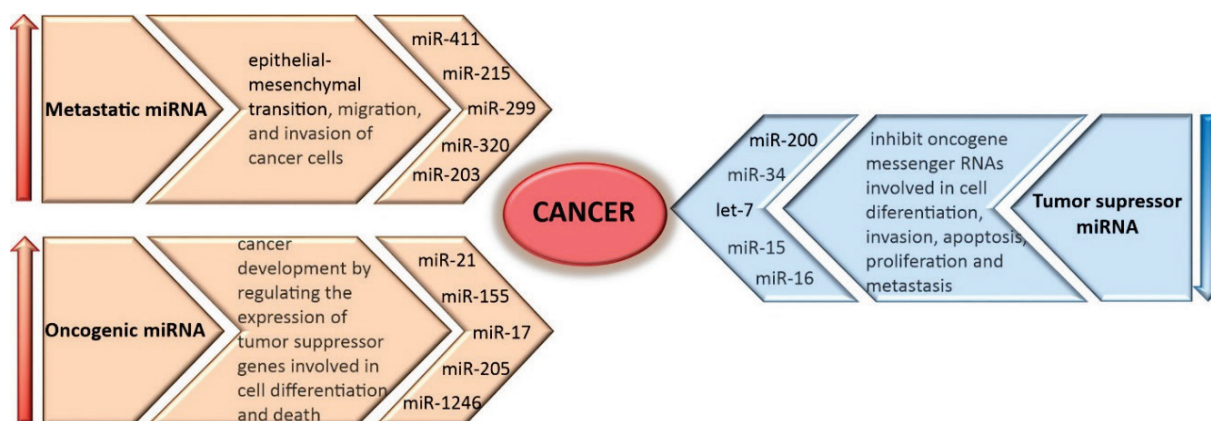 Metastatic miRNA
epithelial-
mesenchymal
transition, migration,
and invasion of
cancer cells
miR-411
miR-215
miR-299
miR-320
miR-203
Oncogenic miRNA
cancer
development by
regulating the
expression of
tumor suppressor
genes involved in
cell differentiation
and death
miR-21
miR-155
miR-17
miR-205
miR-1246
CANCER
miR-200
miR-34
let-7
miR-15
miR-16
inhibit oncogene
messenger RNAs
involved in cell
diferentiation,
invasion, apoptosis,
proliferation and
metastasis
Tumor supressor
miRNA